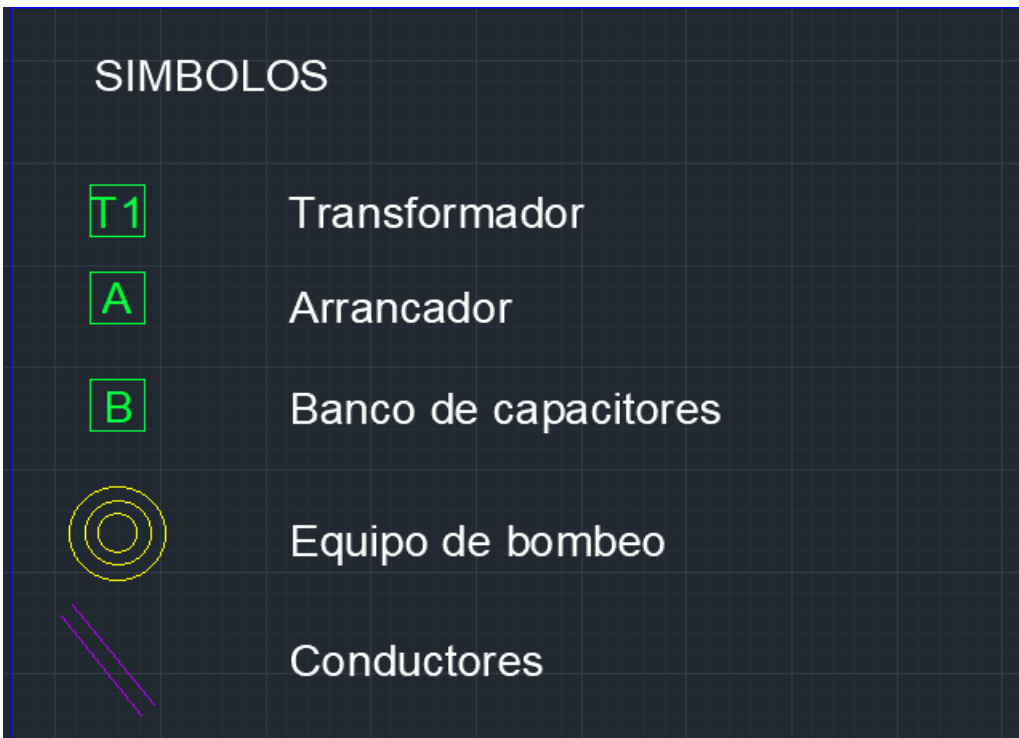 SIMBOLOS
T1 Transformador
A Arrancador
B Banco de capacitores
Equipo de bombeo
Conductores